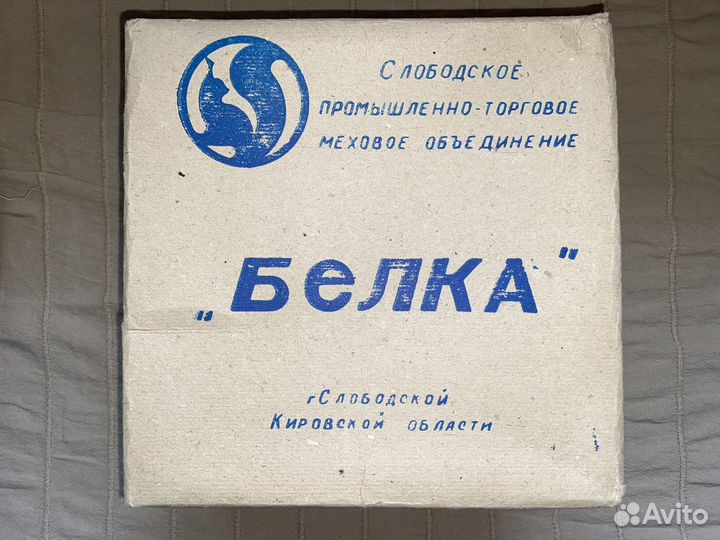 Слободское
промышленно-торговое
меховое объединение
„Белка"
г Слободской
Кировской области
Avito